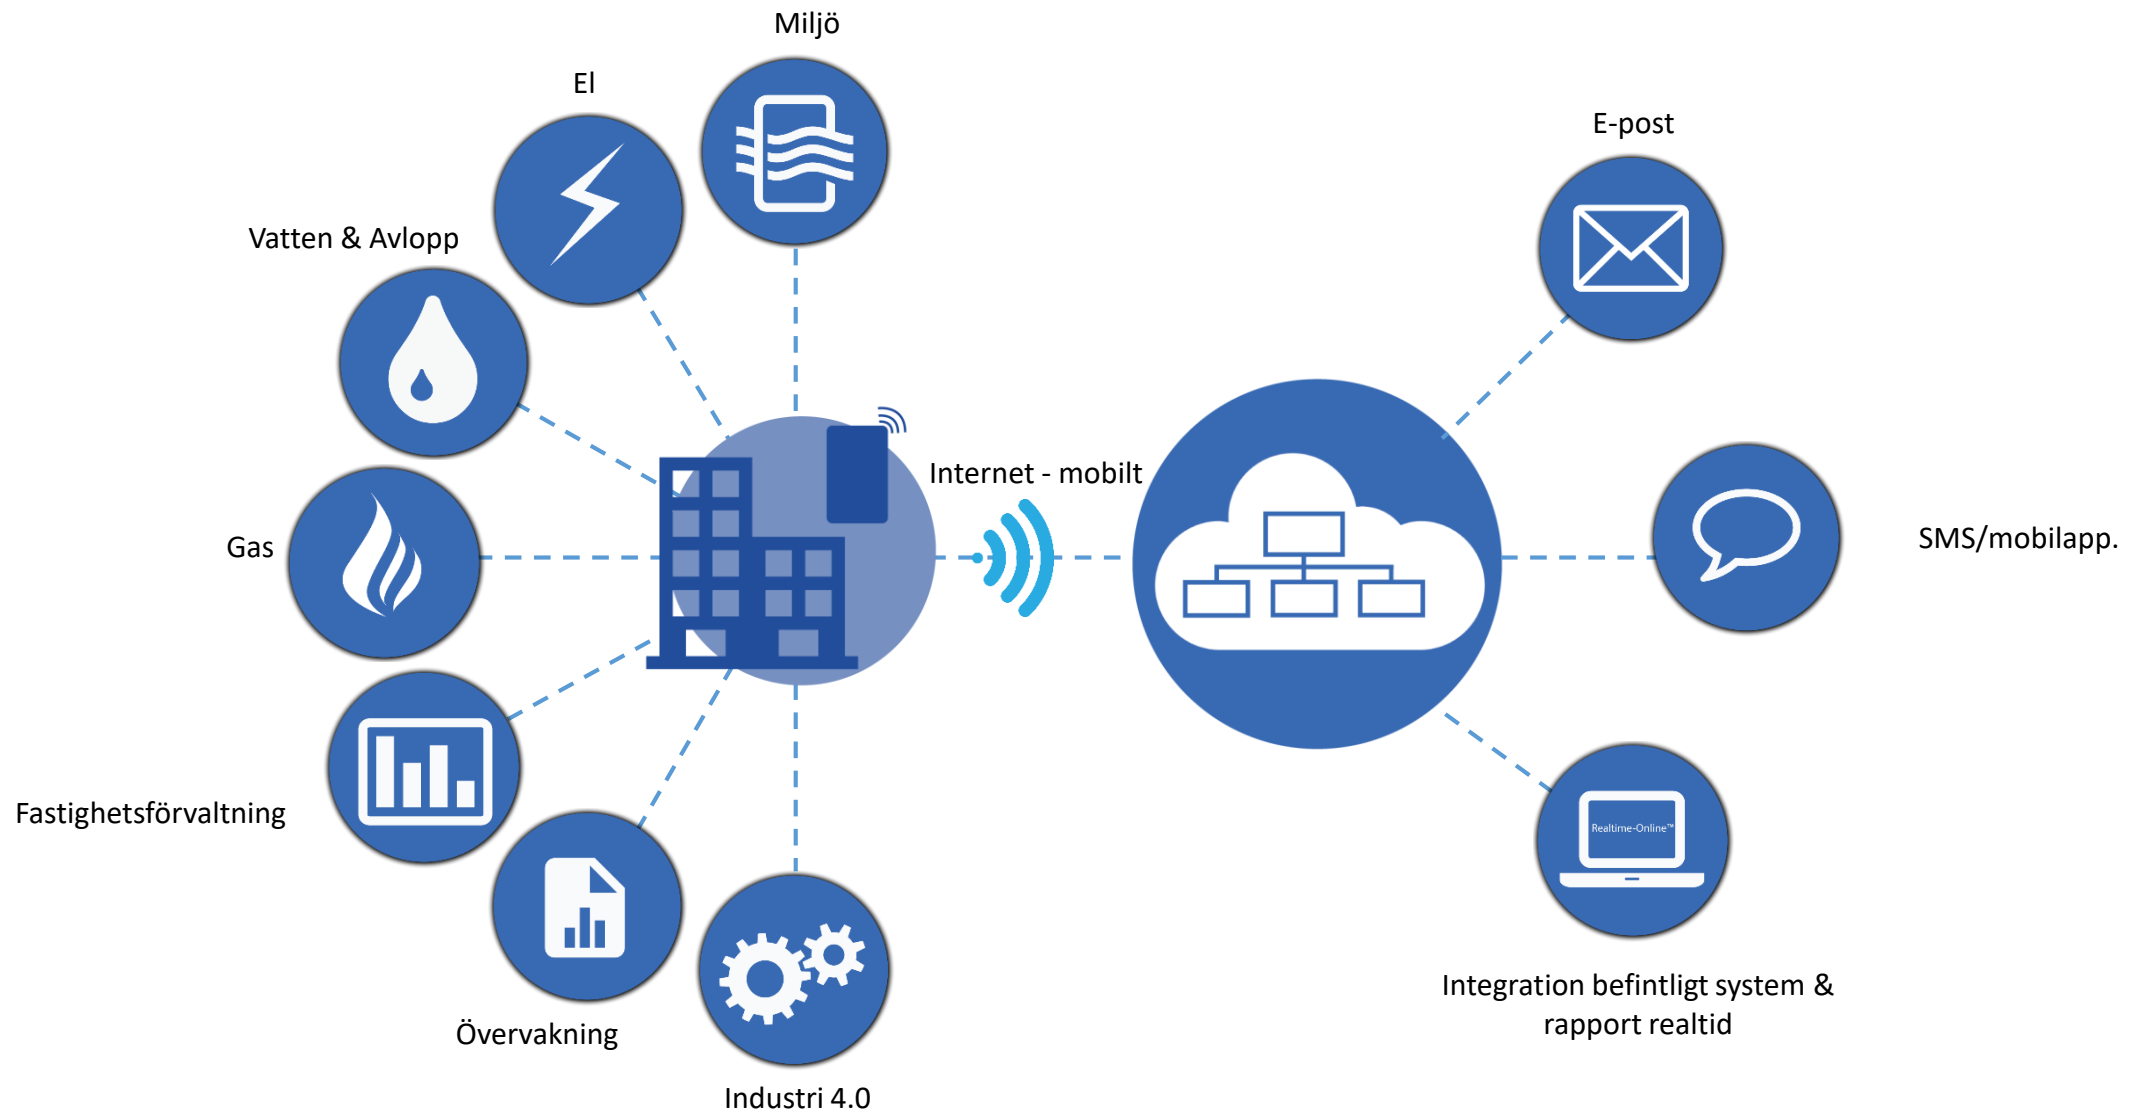 Miljö
El
E-post
Vatten & Avlopp
Internet - mobilt
Gas
SMS/mobilapp.
Fastighetsförvaltning
Realtime-Online™
Övervakning
Integration befintligt system &
rapport realtid
Industri 4.0